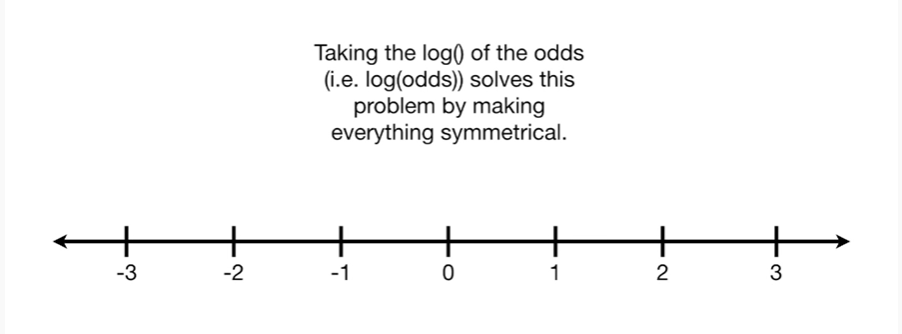 Taking the log() of the odds
(i.e. log(odds)) solves this
problem by making
everything symmetrical.
-3 -2 -1 0 1 2 3